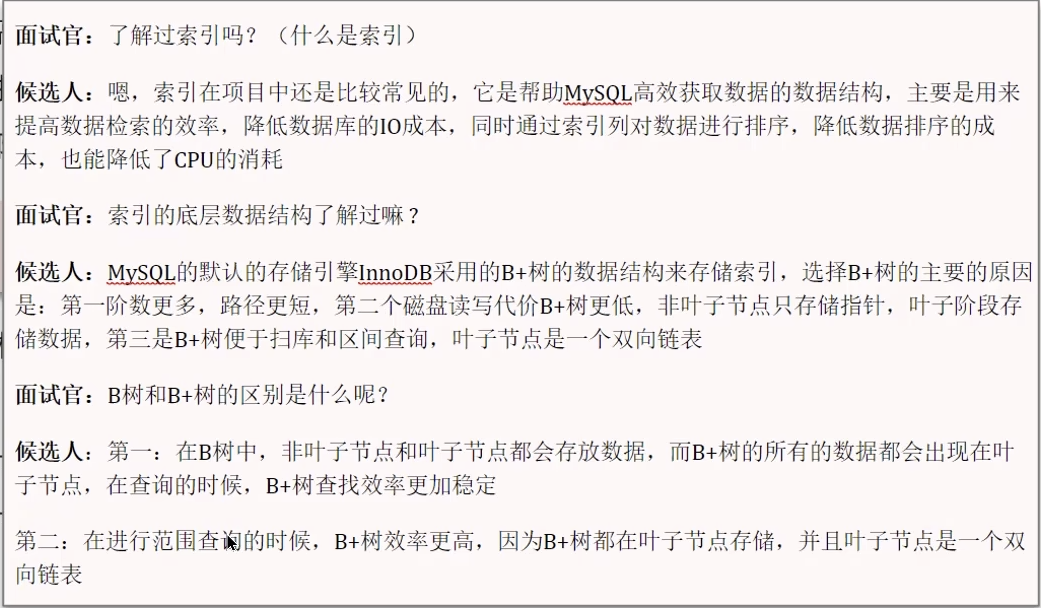 面试官：了解过索引吗？（什么是索引）
候选人：嗯，索引在项目中还是比较常见的，它是帮助MySQL高效获取数据的数据结构，主要是用来
提高数据检索的效率，降低数据库的IO成本，同时通过索引列对数据进行排序，降低数据排序的成
本，也能降低了CPU的消耗
面试官：索引的底层数据结构了解过嘛？
候选人：MySQL的默认的存储引擎InnoDB采用的B+树的数据结构来存储索引，选择B+树的主要的原因
是：第一阶数更多，路径更短，第二个磁盘读写代价B+树更低，非叶子节点只存储指针，叶子阶段存
储数据，第三是B+树便于扫库和区间查询，叶子节点是一个双向链表
面试官：B树和B+树的区别是什么呢？
候选人：第一：在B树中，非叶子节点和叶子节点都会存放数据，而B+树的所有的数据都会出现在叶
子节点，在查询的时候，B+树查找效率更加稳定
第二：在进行范围查询的时候，B+树效率更高，因为B+树都在叶子节点存储，并且叶子节点是一个双
向链表